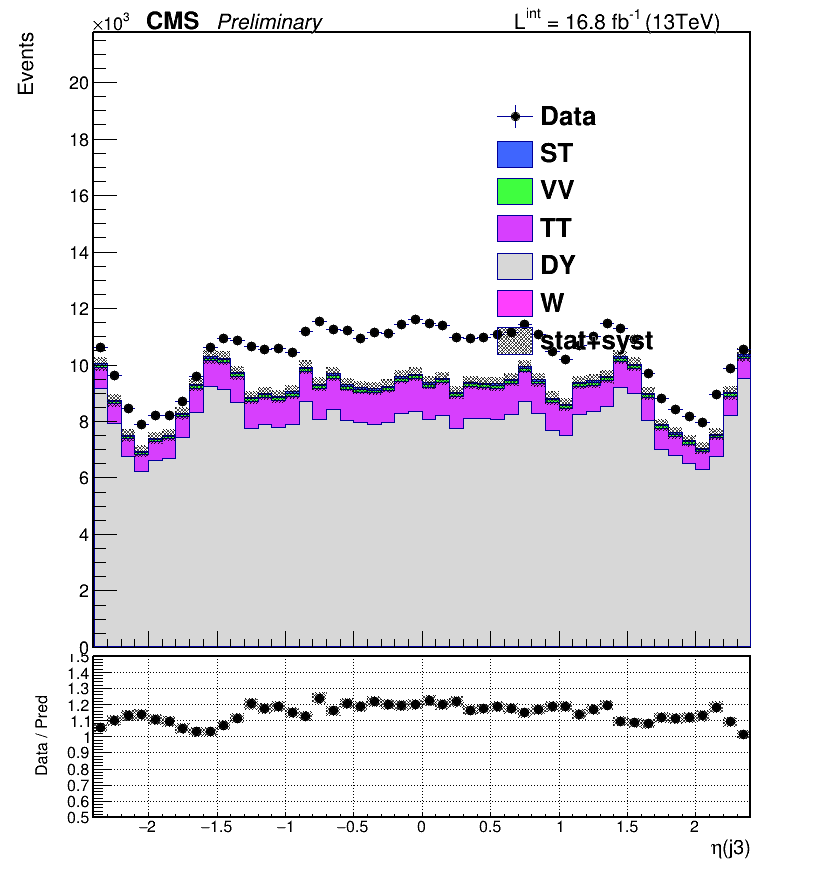 ×10³ CMS Preliminary L^int = 16.8 fb⁻¹ (13TeV)
Events
20
18
16
14
12
10
8
6
4
2
0
Data
ST
VV
TT
DY
W
stat+syst
Data / Pred
1.5
1.4
1.3
1.2
1.1
1
0.9
0.8
0.7
0.6
0.5
−2 −1.5 −1 −0.5 0 0.5 1 1.5 2
η(j3)